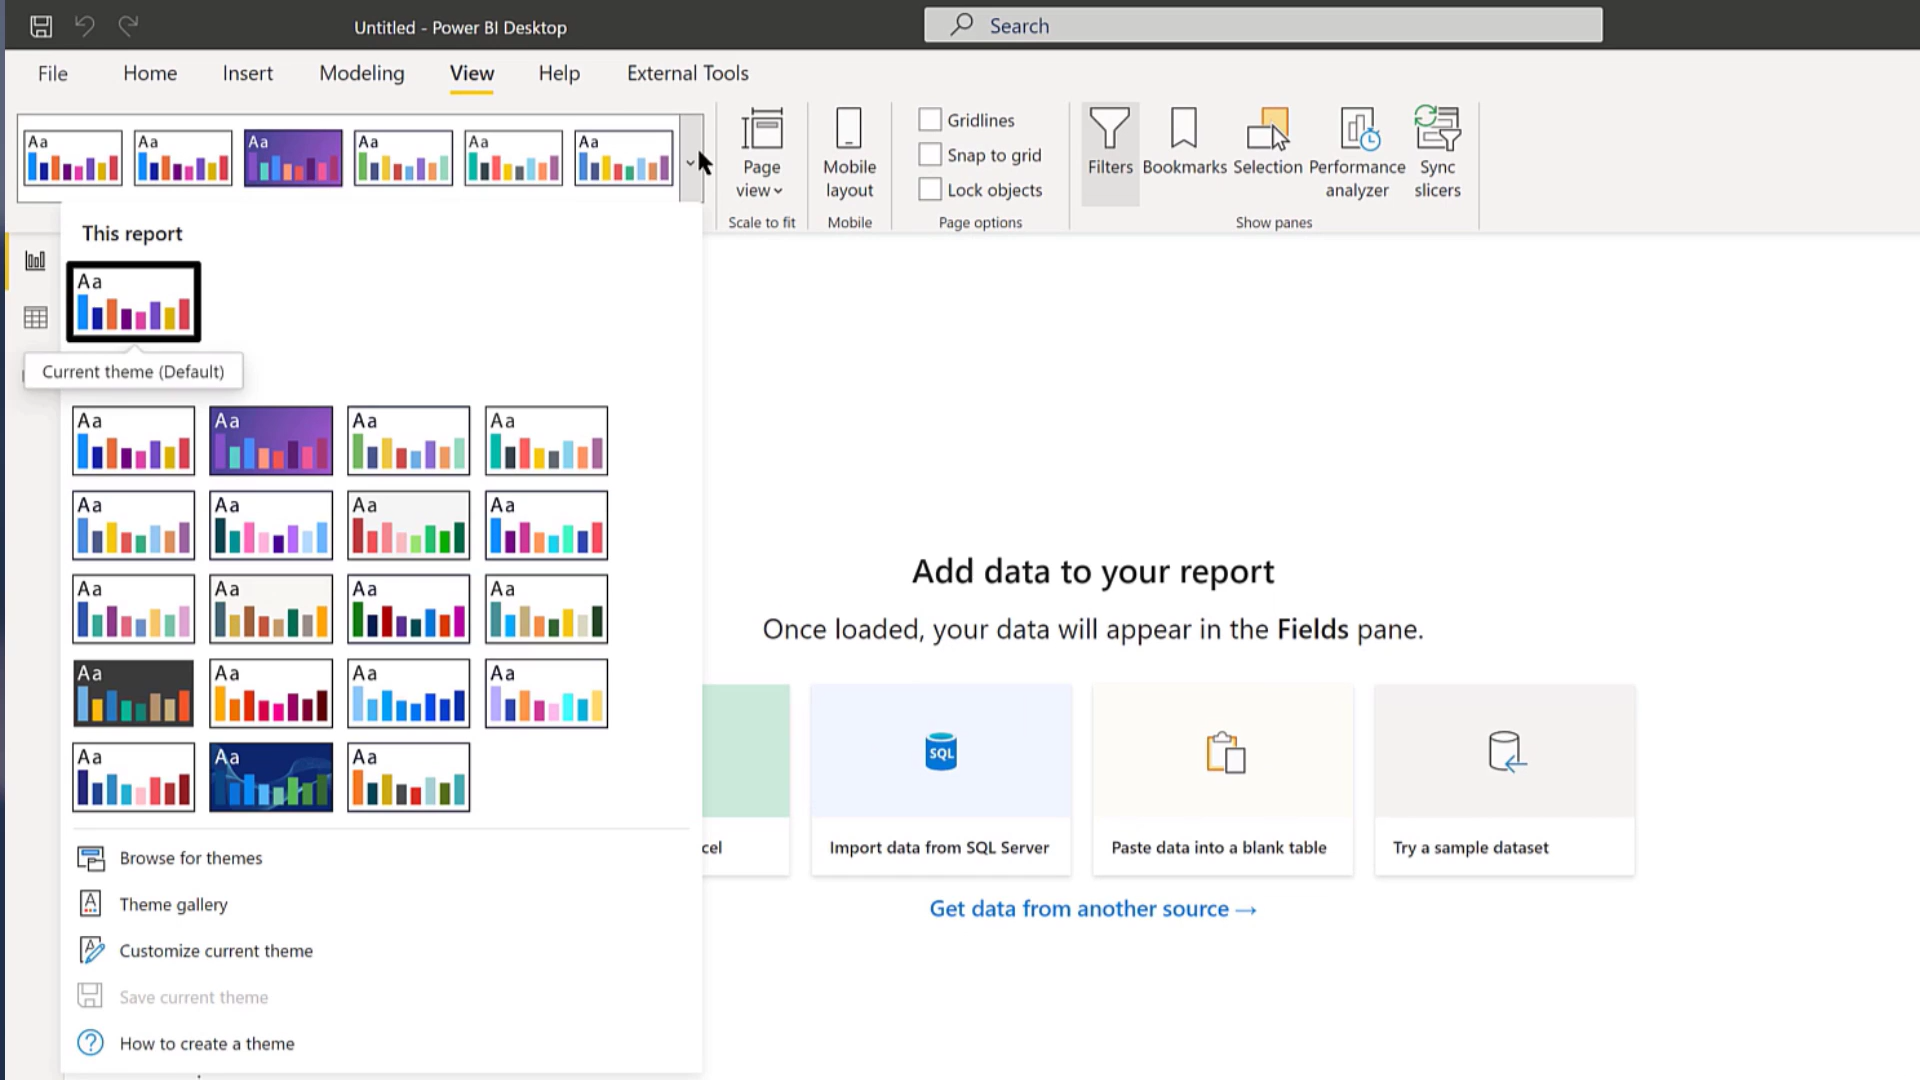 Untitled - Power BI Desktop
Search
File Home Insert Modeling View Help External Tools
Aa Aa Aa Aa Aa Aa
Page view
Scale to fit
Mobile layout
Mobile
Gridlines
Snap to grid
Lock objects
Page options
Filters
Bookmarks
Selection
Performance analyzer
Sync slicers
Show panes
This report
Aa
Current theme (Default)
Aa Aa Aa Aa
Aa Aa Aa Aa
Aa Aa Aa Aa
Aa Aa Aa Aa
Aa Aa Aa
Browse for themes
Theme gallery
Customize current theme
Save current theme
How to create a theme
Add data to your report
Once loaded, your data will appear in the Fields pane.
cel
SQL
Import data from SQL Server
Paste data into a blank table
Try a sample dataset
Get data from another source →